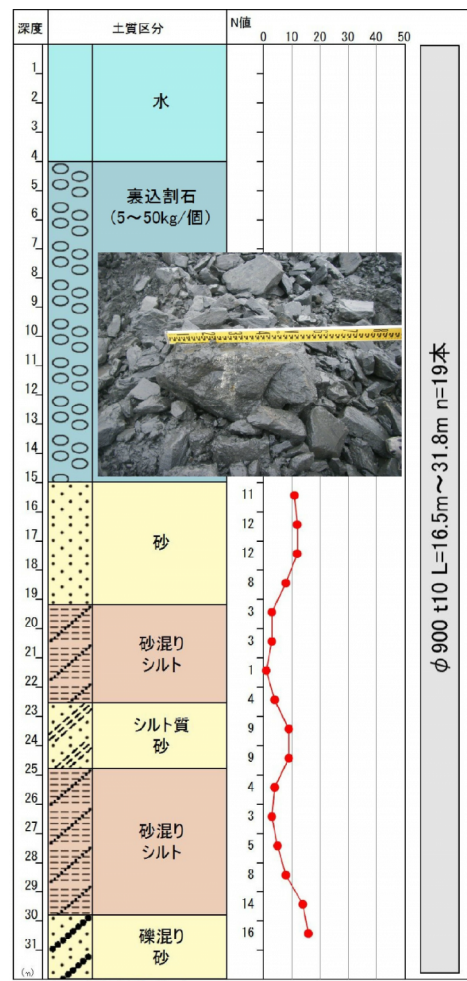 深度
土質区分
N値
0 10 20 30 40 50
1
2
3
4
5
6
7
8
9
10
11
12
13
14
15
16
17
18
19
20
21
22
23
24
25
26
27
28
29
30
31
(m)
水
裏込割石
(5～50kg/個)
砂
砂混り
シルト
シルト質
砂
砂混り
シルト
礫混り
砂
11
12
12
8
3
3
1
4
9
9
4
3
5
8
14
16
φ900 t10 L=16.5m～31.8m n=19本